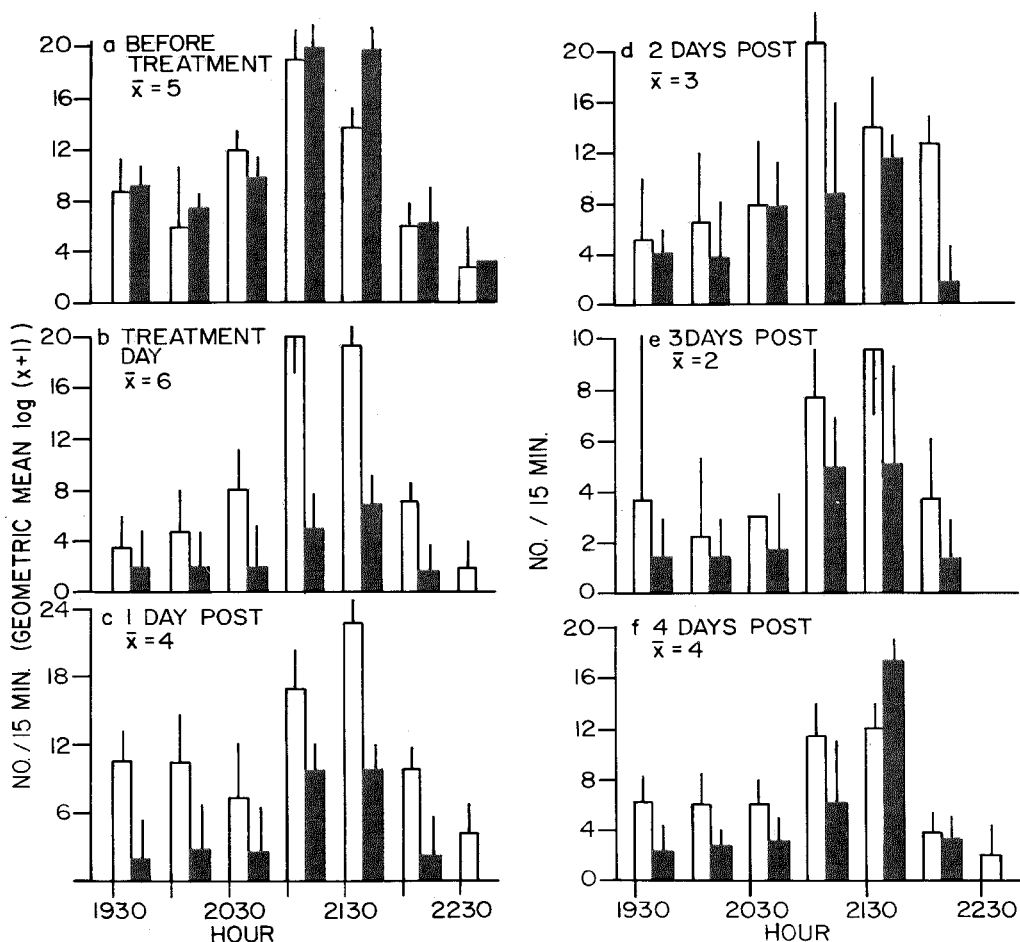 a BEFORE
TREATMENT
x̄ = 5
20
16
12
8
4
0
b TREATMENT
DAY
x̄ = 6
20
16
12
8
4
0
c 1 DAY POST
x̄ = 4
24
18
12
6
1930 2030 2130 2230
HOUR
NO./15 MIN. (GEOMETRIC MEAN log (x+1))
d 2 DAYS POST
x̄ = 3
20
16
12
8
4
0
e 3 DAYS POST
x̄ = 2
10
8
6
4
2
0
f 4 DAYS POST
x̄ = 4
20
16
12
8
4
0
1930 2030 2130 2230
HOUR
NO. / 15 MIN.